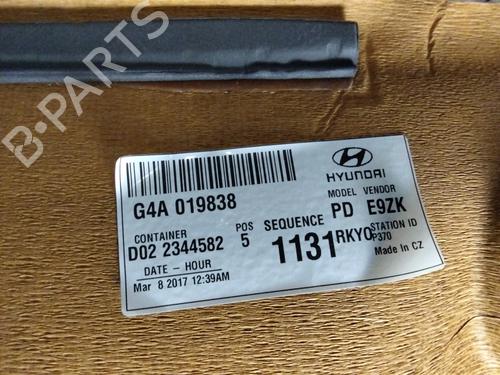 B-PARTS
HYUNDAI
G4A 019838
MODEL VENDOR
CONTAINER POS SEQUENCE PD E9ZK
D02 2344582 5 1131 RKYO STATION ID
P370
DATE - HOUR
Made in CZ
Mar 8 2017 12:39AM